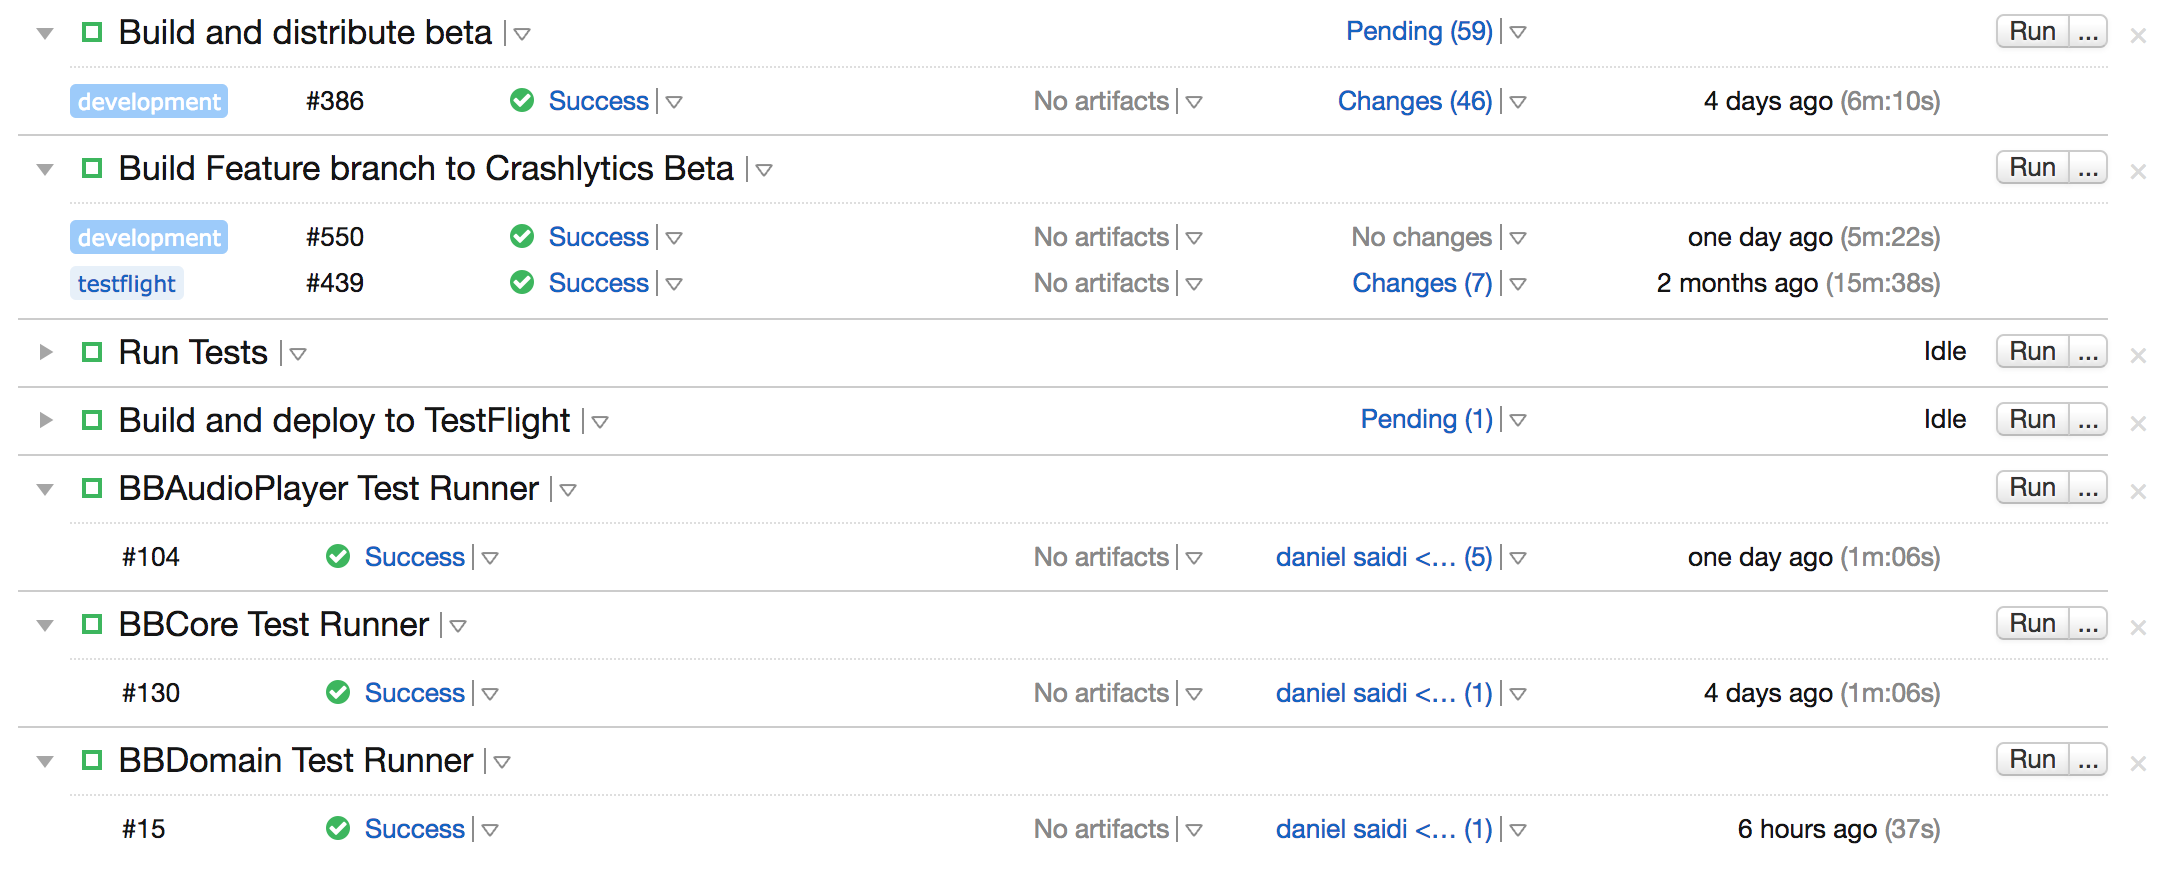 Build and distribute beta Pending (59) Run ...
development #386 Success No artifacts Changes (46) 4 days ago (6m:10s)
Build Feature branch to Crashlytics Beta Run ...
development #550 Success No artifacts No changes one day ago (5m:22s)
testflight #439 Success No artifacts Changes (7) 2 months ago (15m:38s)
Run Tests Idle Run ...
Build and deploy to TestFlight Pending (1) Idle Run ...
BBAudioPlayer Test Runner Run ...
#104 Success No artifacts daniel saidi <... (5) one day ago (1m:06s)
BBCore Test Runner Run ...
#130 Success No artifacts daniel saidi <... (1) 4 days ago (1m:06s)
BBDomain Test Runner Run ...
#15 Success No artifacts daniel saidi <... (1) 6 hours ago (37s)